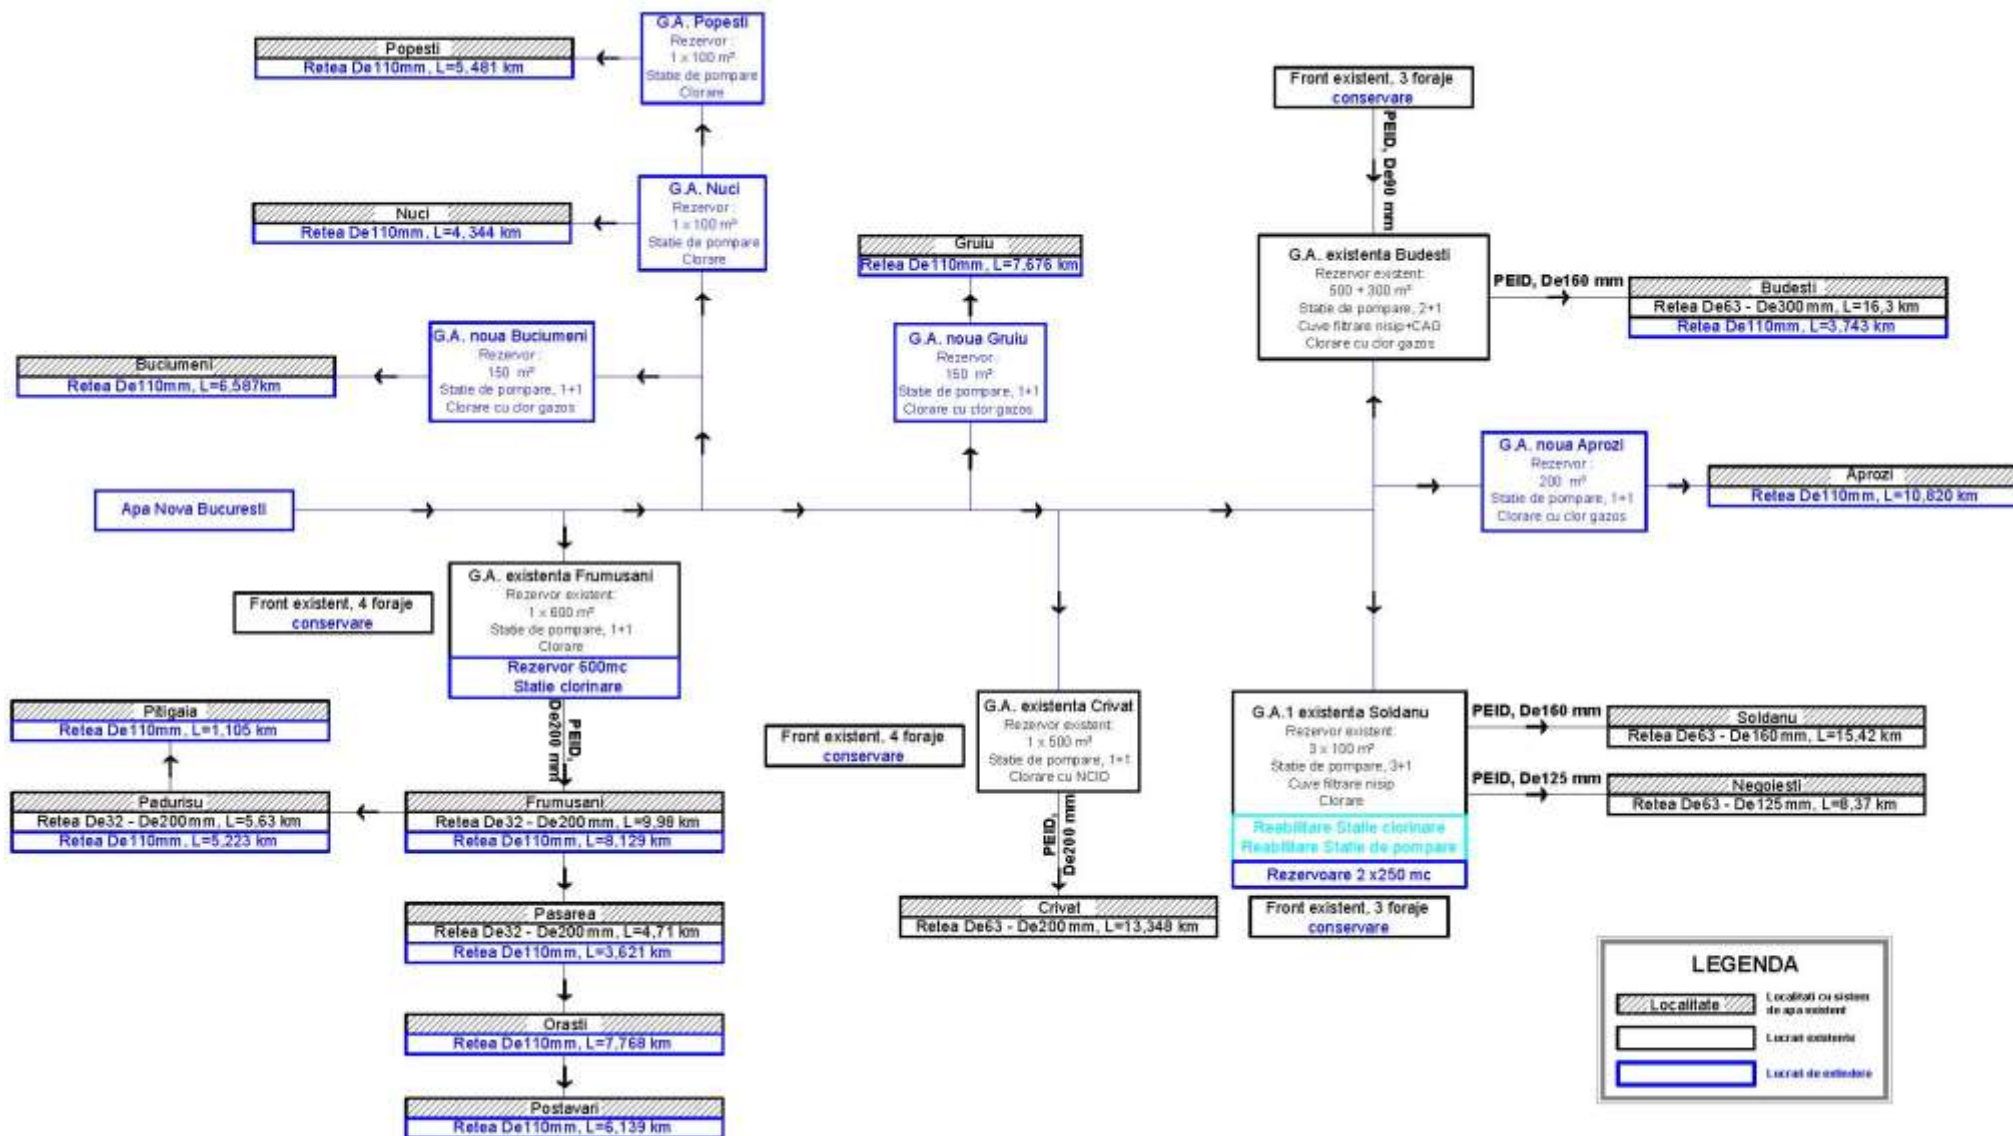 G.A. Popesti
Rezervor :
1 x 100 m³
Statie de pompare
Clorare
Popesti
Retea De110mm, L=5,481 km
Front existent, 3 foraje
conservare
PEID, De90 mm
G.A. Nuci
Rezervor :
1 x 100 m³
Statie de pompare
Clorare
Nuci
Retea De110mm, L=4,344 km
Gruiu
Retea De110mm, L=7,676 km
G.A. existenta Budesti
Rezervor existent:
500 + 300 m³
Statie de pompare, 2+1
Cuve filtrare nisip+CAG
Clorare cu clor gazos
PEID, De160 mm
Budesti
Retea De63 - De300mm, L=16,3 km
Retea De110mm, L=3,743 km
G.A. noua Buciumeni
Rezervor :
150 m³
Statie de pompare, 1+1
Clorare cu clor gazos
Buciumeni
Retea De110mm, L=6,587km
G.A. noua Gruiu
Rezervor :
150 m³
Statie de pompare, 1+1
Clorare cu clor gazos
G.A. noua Aprozi
Rezervor :
200 m³
Statie de pompare, 1+1
Clorare cu clor gazos
Aprozi
Retea De110mm, L=10,820 km
Apa Nova Bucuresti
G.A. existenta Frumusani
Rezervor existent:
1 x 600 m³
Statie de pompare, 1+1
Clorare
Rezervor 600mc
Statie clorinare
Front existent, 4 foraje
conservare
PEID,
De200 mm
Pitigaia
Retea De110mm, L=1,105 km
Padurisu
Retea De32 - De200mm, L=5,63 km
Retea De110mm, L=5,223 km
Frumusani
Retea De32 - De200mm, L=9,98 km
Retea De110mm, L=8,129 km
Pasarea
Retea De32 - De200mm, L=4,71 km
Retea De110mm, L=3,621 km
Orasti
Retea De110mm, L=7,768 km
Postavari
Retea De110mm, L=6,139 km
Front existent, 4 foraje
conservare
G.A. existenta Crivat
Rezervor existent:
1 x 500 m³
Statie de pompare, 1+1
Clorare cu NClO
PEID,
De200 mm
Crivat
Retea De63 - De200mm, L=13,348 km
G.A.1 existenta Soldanu
Rezervor existent:
3 x 100 m³
Statie de pompare, 3+1
Cuve filtrare nisip
Clorare
Reabilitare Statie clorinare
Reabilitare Statie de pompare
Rezervoare 2 x250 mc
Front existent, 3 foraje
conservare
PEID, De160 mm
Soldanu
Retea De63 - De160mm, L=15,42 km
PEID, De125 mm
Negoiesti
Retea De63 - De125mm, L=8,37 km
LEGENDA
Localitate
Localitati cu sistem
de apa existent
Lucrari existente
Lucrari de extindere